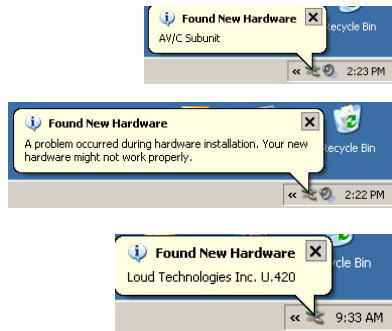 Found New Hardware
AV/C Subunit
Recycle Bin
« 2:23 PM
Found New Hardware
A problem occurred during hardware installation. Your new
hardware might not work properly.
Recycle Bin
« 2:22 PM
Found New Hardware
Loud Technologies Inc. U.420
cle Bin
« 9:33 AM